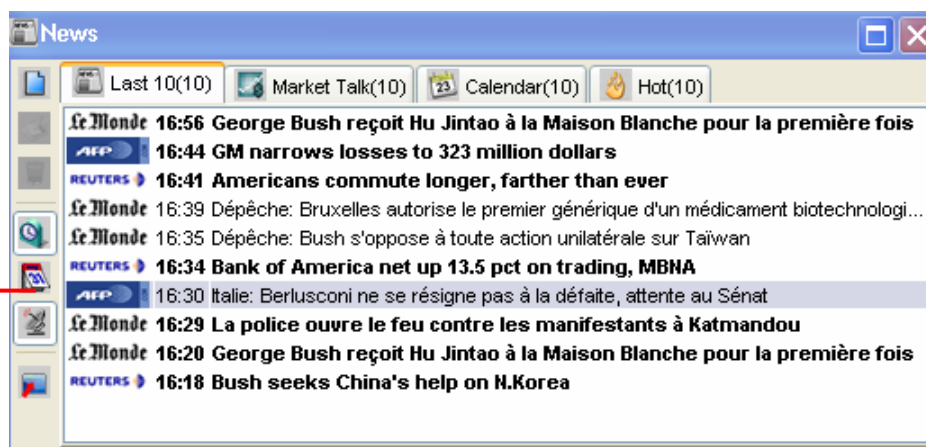 News
Last 10(10) Market Talk(10) 23 Calendar(10) Hot(10)
Le Monde 16:56 George Bush reçoit Hu Jintao à la Maison Blanche pour la première fois
AFP 16:44 GM narrows losses to 323 million dollars
REUTERS 16:41 Americans commute longer, farther than ever
Le Monde 16:39 Dépêche: Bruxelles autorise le premier générique d'un médicament biotechnologi...
Le Monde 16:35 Dépêche: Bush s'oppose à toute action unilatérale sur Taïwan
REUTERS 16:34 Bank of America net up 13.5 pct on trading, MBNA
AFP 16:30 Italie: Berlusconi ne se résigne pas à la défaite, attente au Sénat
Le Monde 16:29 La police ouvre le feu contre les manifestants à Katmandou
Le Monde 16:20 George Bush reçoit Hu Jintao à la Maison Blanche pour la première fois
REUTERS 16:18 Bush seeks China's help on N.Korea